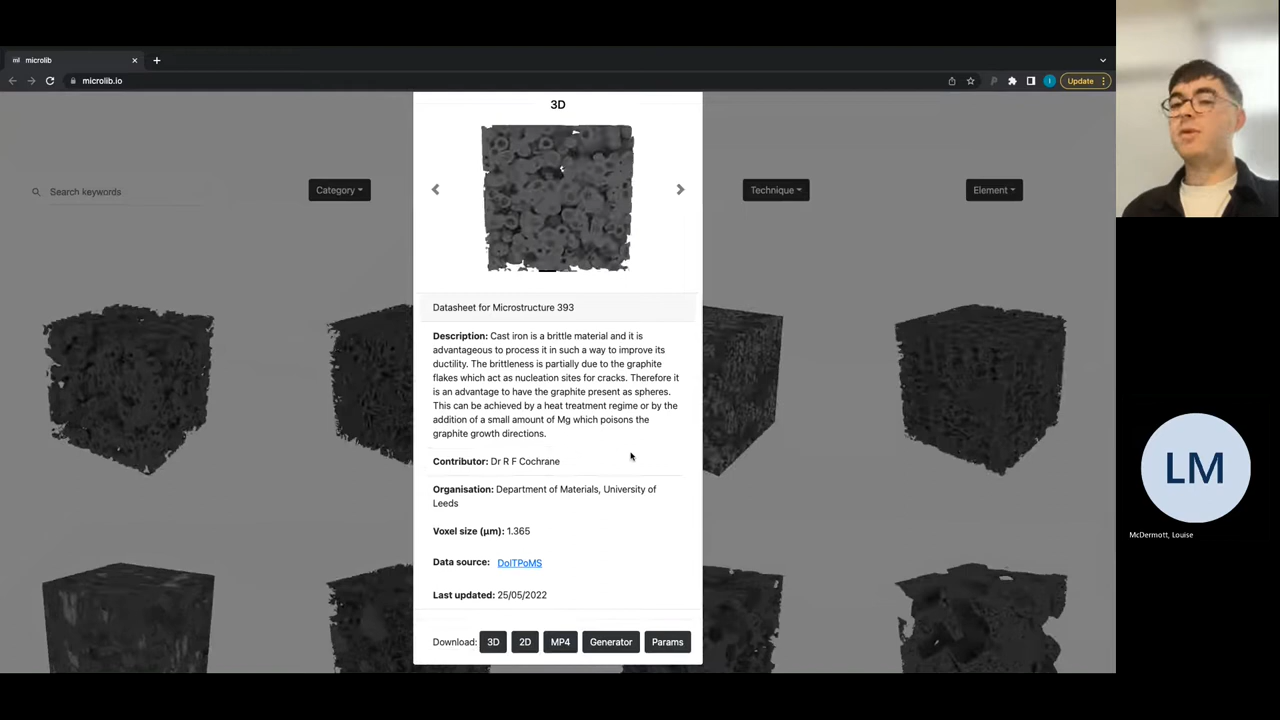 microlib
microlib.io
Update
3D
Search keywords
Category
Technique
Element
Datasheet for Microstructure 393
Description: Cast iron is a brittle material and it is
advantageous to process it in such a way to improve its
ductility. The brittleness is partially due to the graphite
flakes which act as nucleation sites for cracks. Therefore it
is an advantage to have the graphite present as spheres.
This can be achieved by a heat treatment regime or by the
addition of a small amount of Mg which poisons the
graphite growth directions.
Contributor: Dr R F Cochrane
Organisation: Department of Materials, University of
Leeds
Voxel size (μm): 1.365
Data source: DoITPoMS
Last updated: 25/05/2022
Download: 3D 2D MP4 Generator Params
LM
McDermott, Louise